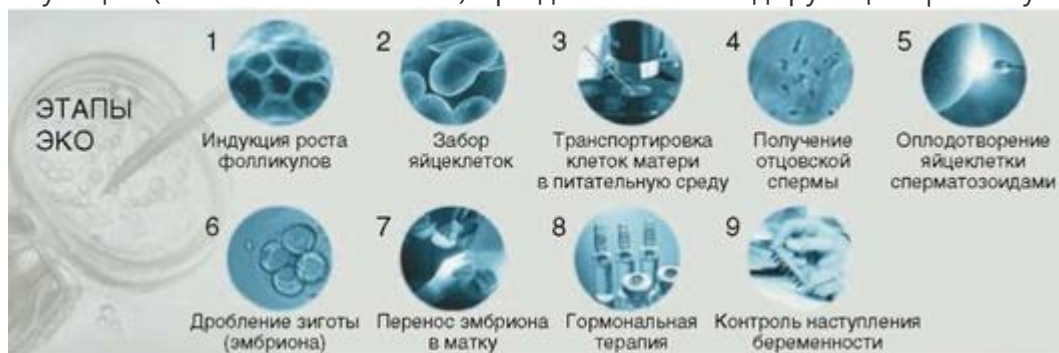 ЭТАПЫ
ЭКО
1
Индукция роста
фолликулов
2
Забор
яйцеклеток
3
Транспортировка
клеток матери
в питательную среду
4
Получение
отцовской
спермы
5
Оплодотворение
яйцеклетки
сперматозоидами
6
Дробление зиготы
(эмбриона)
7
Перенос эмбриона
в матку
8
Гормональная
терапия
9
Контроль наступления
беременности